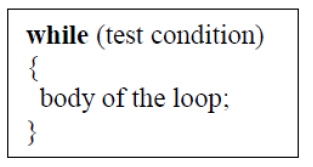 while (test condition)
{
body of the loop;
}